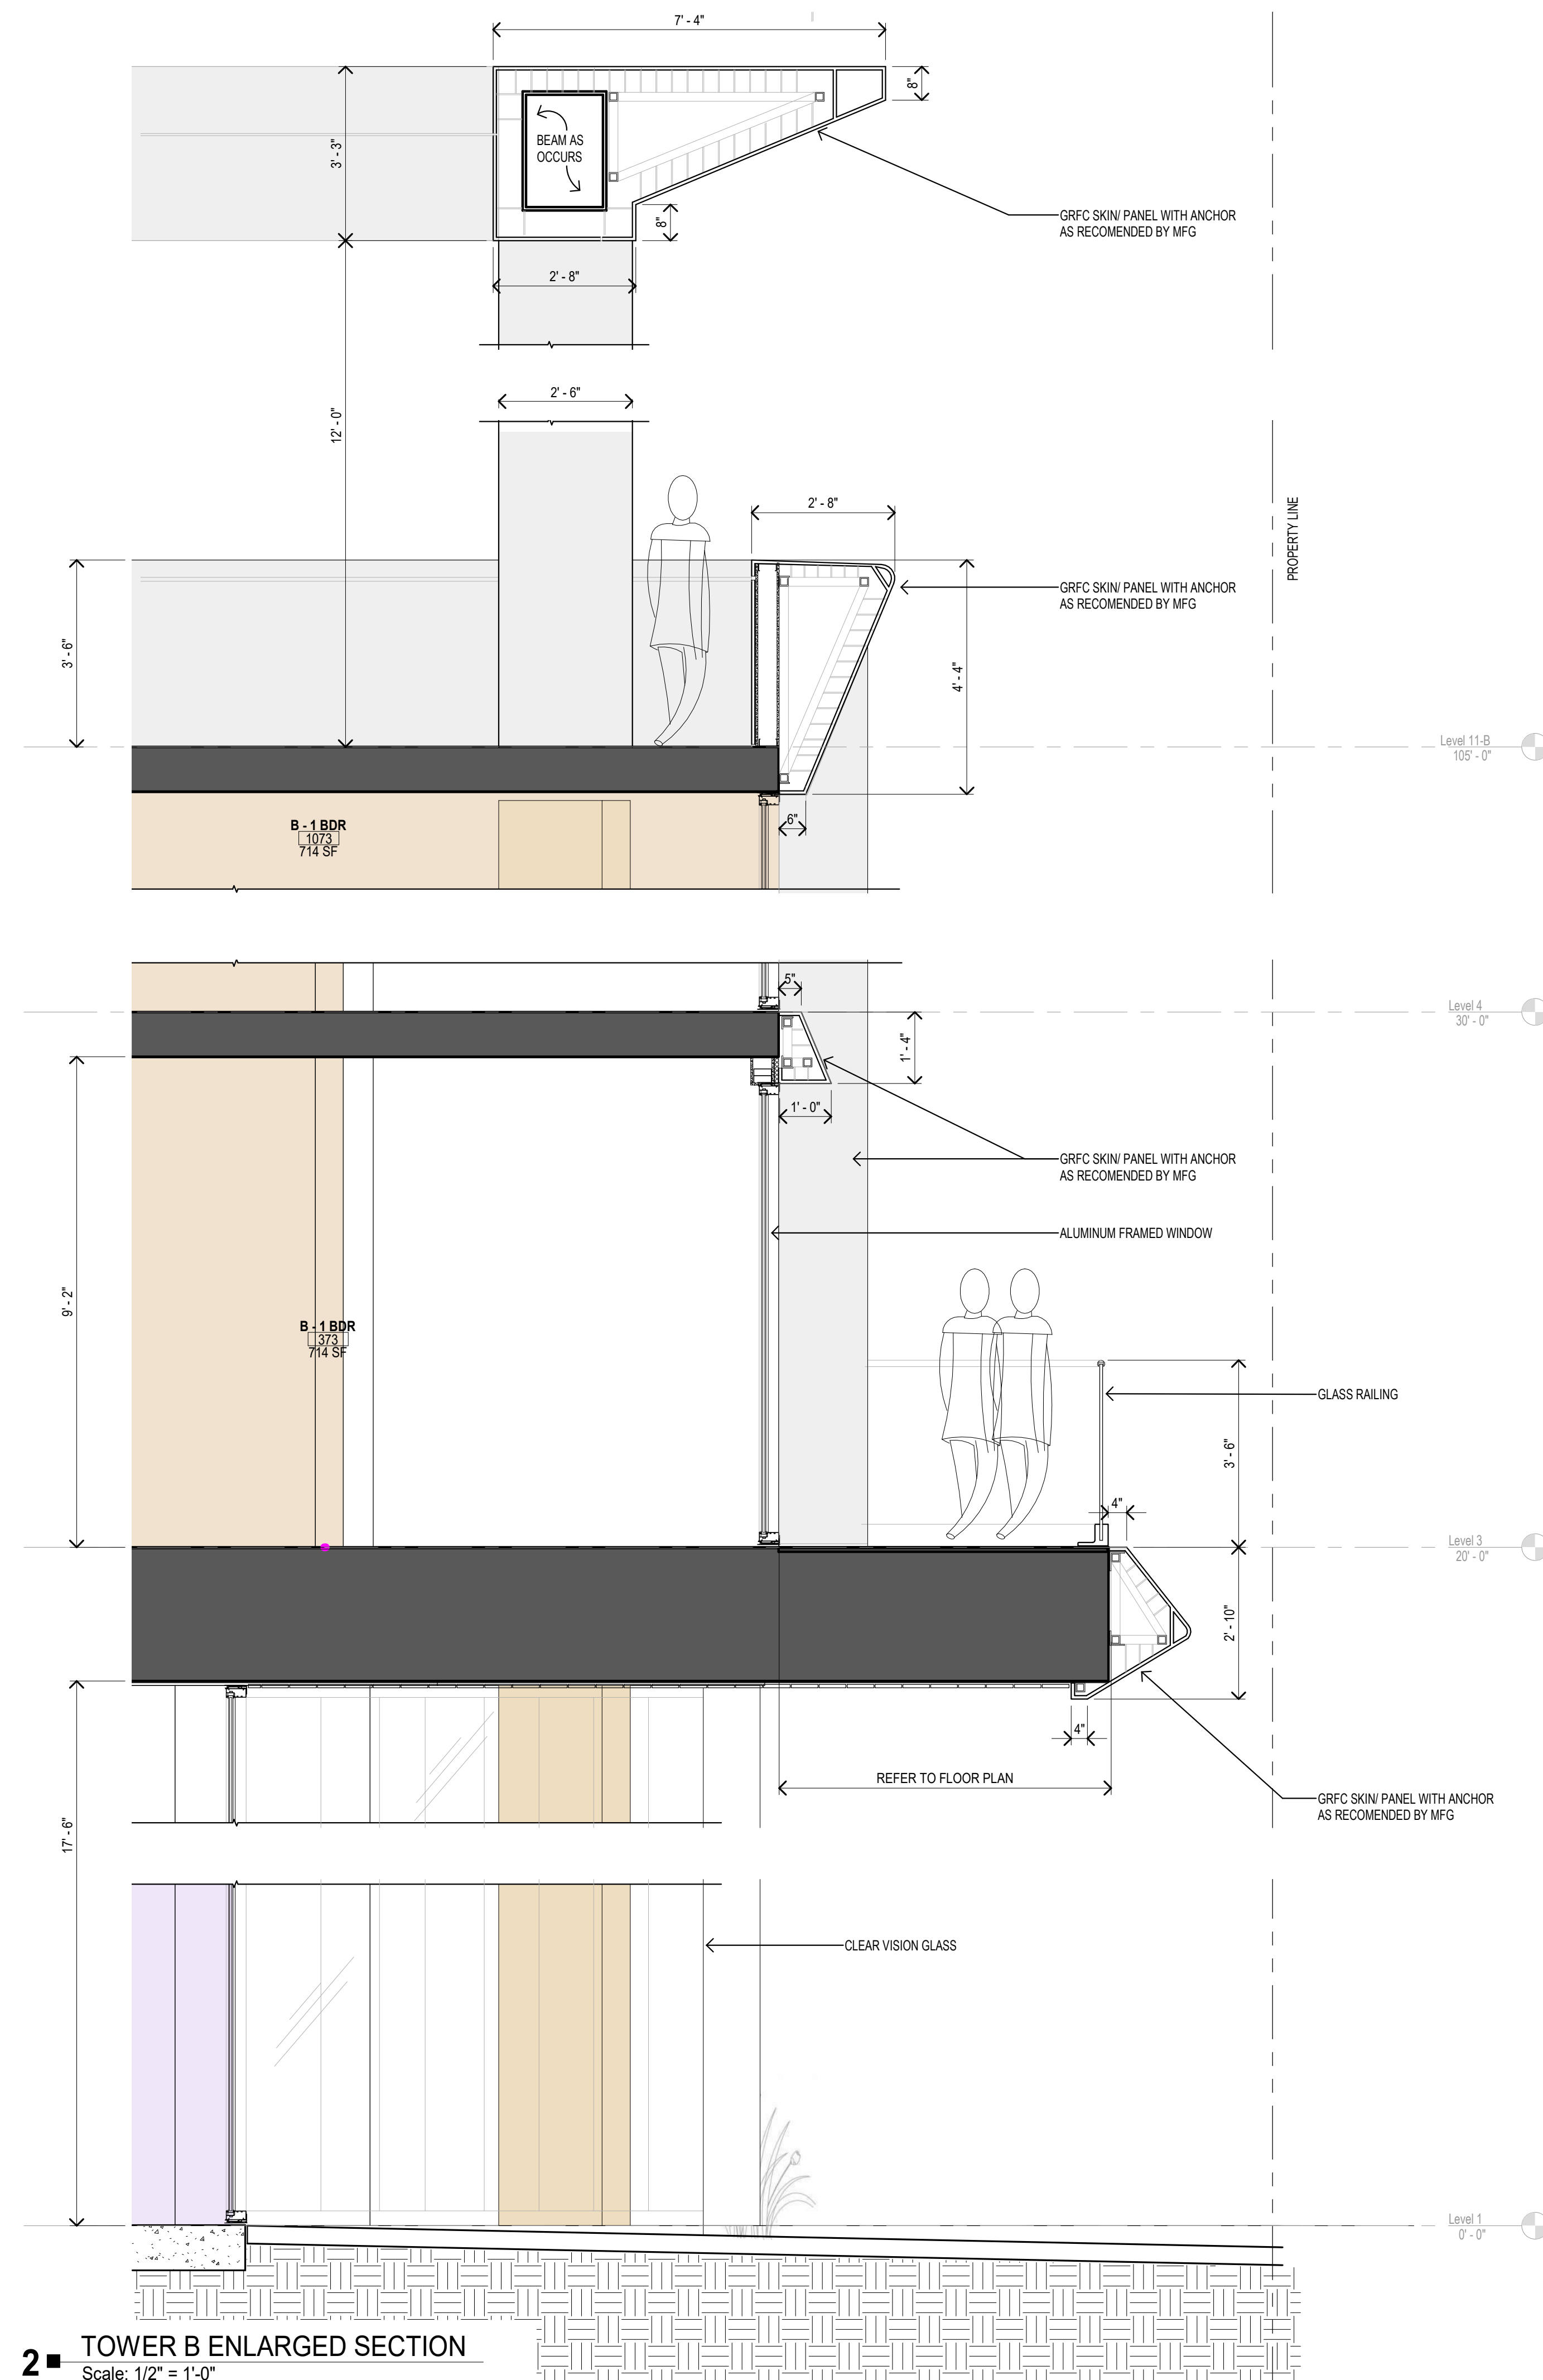 7' - 4"
8"
3' - 3"
BEAM AS
OCCURS
8"
GRFC SKIN/ PANEL WITH ANCHOR
AS RECOMENDED BY MFG
2' - 8"
2' - 6"
12' - 0"
2' - 8"
PROPERTY LINE
GRFC SKIN/ PANEL WITH ANCHOR
AS RECOMENDED BY MFG
3' - 6"
4' - 4"
Level 11-B
105' - 0"
6"
B - 1 BDR
1073
714 SF
5"
Level 4
30' - 0"
1' - 4"
1' - 0"
GRFC SKIN/ PANEL WITH ANCHOR
AS RECOMENDED BY MFG
ALUMINUM FRAMED WINDOW
9' - 2"
B - 1 BDR
373
714 SF
GLASS RAILING
3' - 6"
4"
Level 3
20' - 0"
2' - 10"
4"
REFER TO FLOOR PLAN
GRFC SKIN/ PANEL WITH ANCHOR
AS RECOMENDED BY MFG
17' - 6"
CLEAR VISION GLASS
Level 1
0' - 0"
2 TOWER B ENLARGED SECTION
Scale: 1/2" = 1'-0"